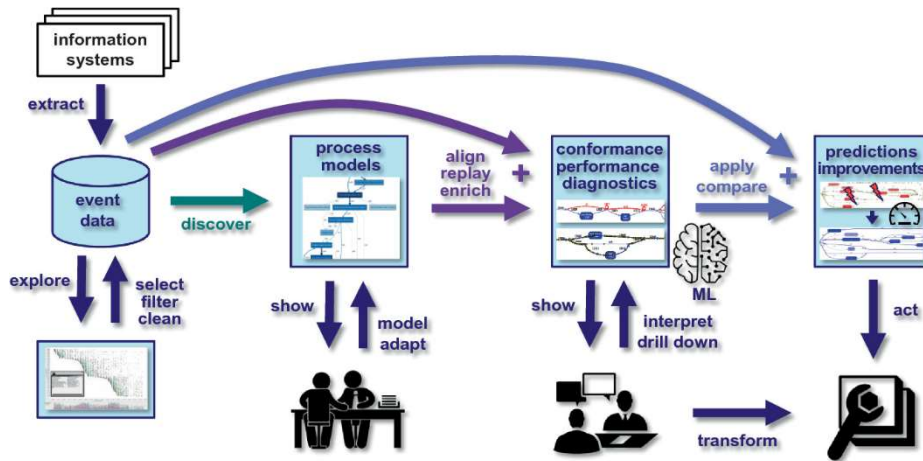 information
systems
extract
event
data
explore
select
filter
clean
discover
process
models
show
model
adapt
align
replay
enrich
+
conformance
performance
diagnostics
ML
show
interpret
drill down
apply
compare
+
predictions
improvements
act
transform